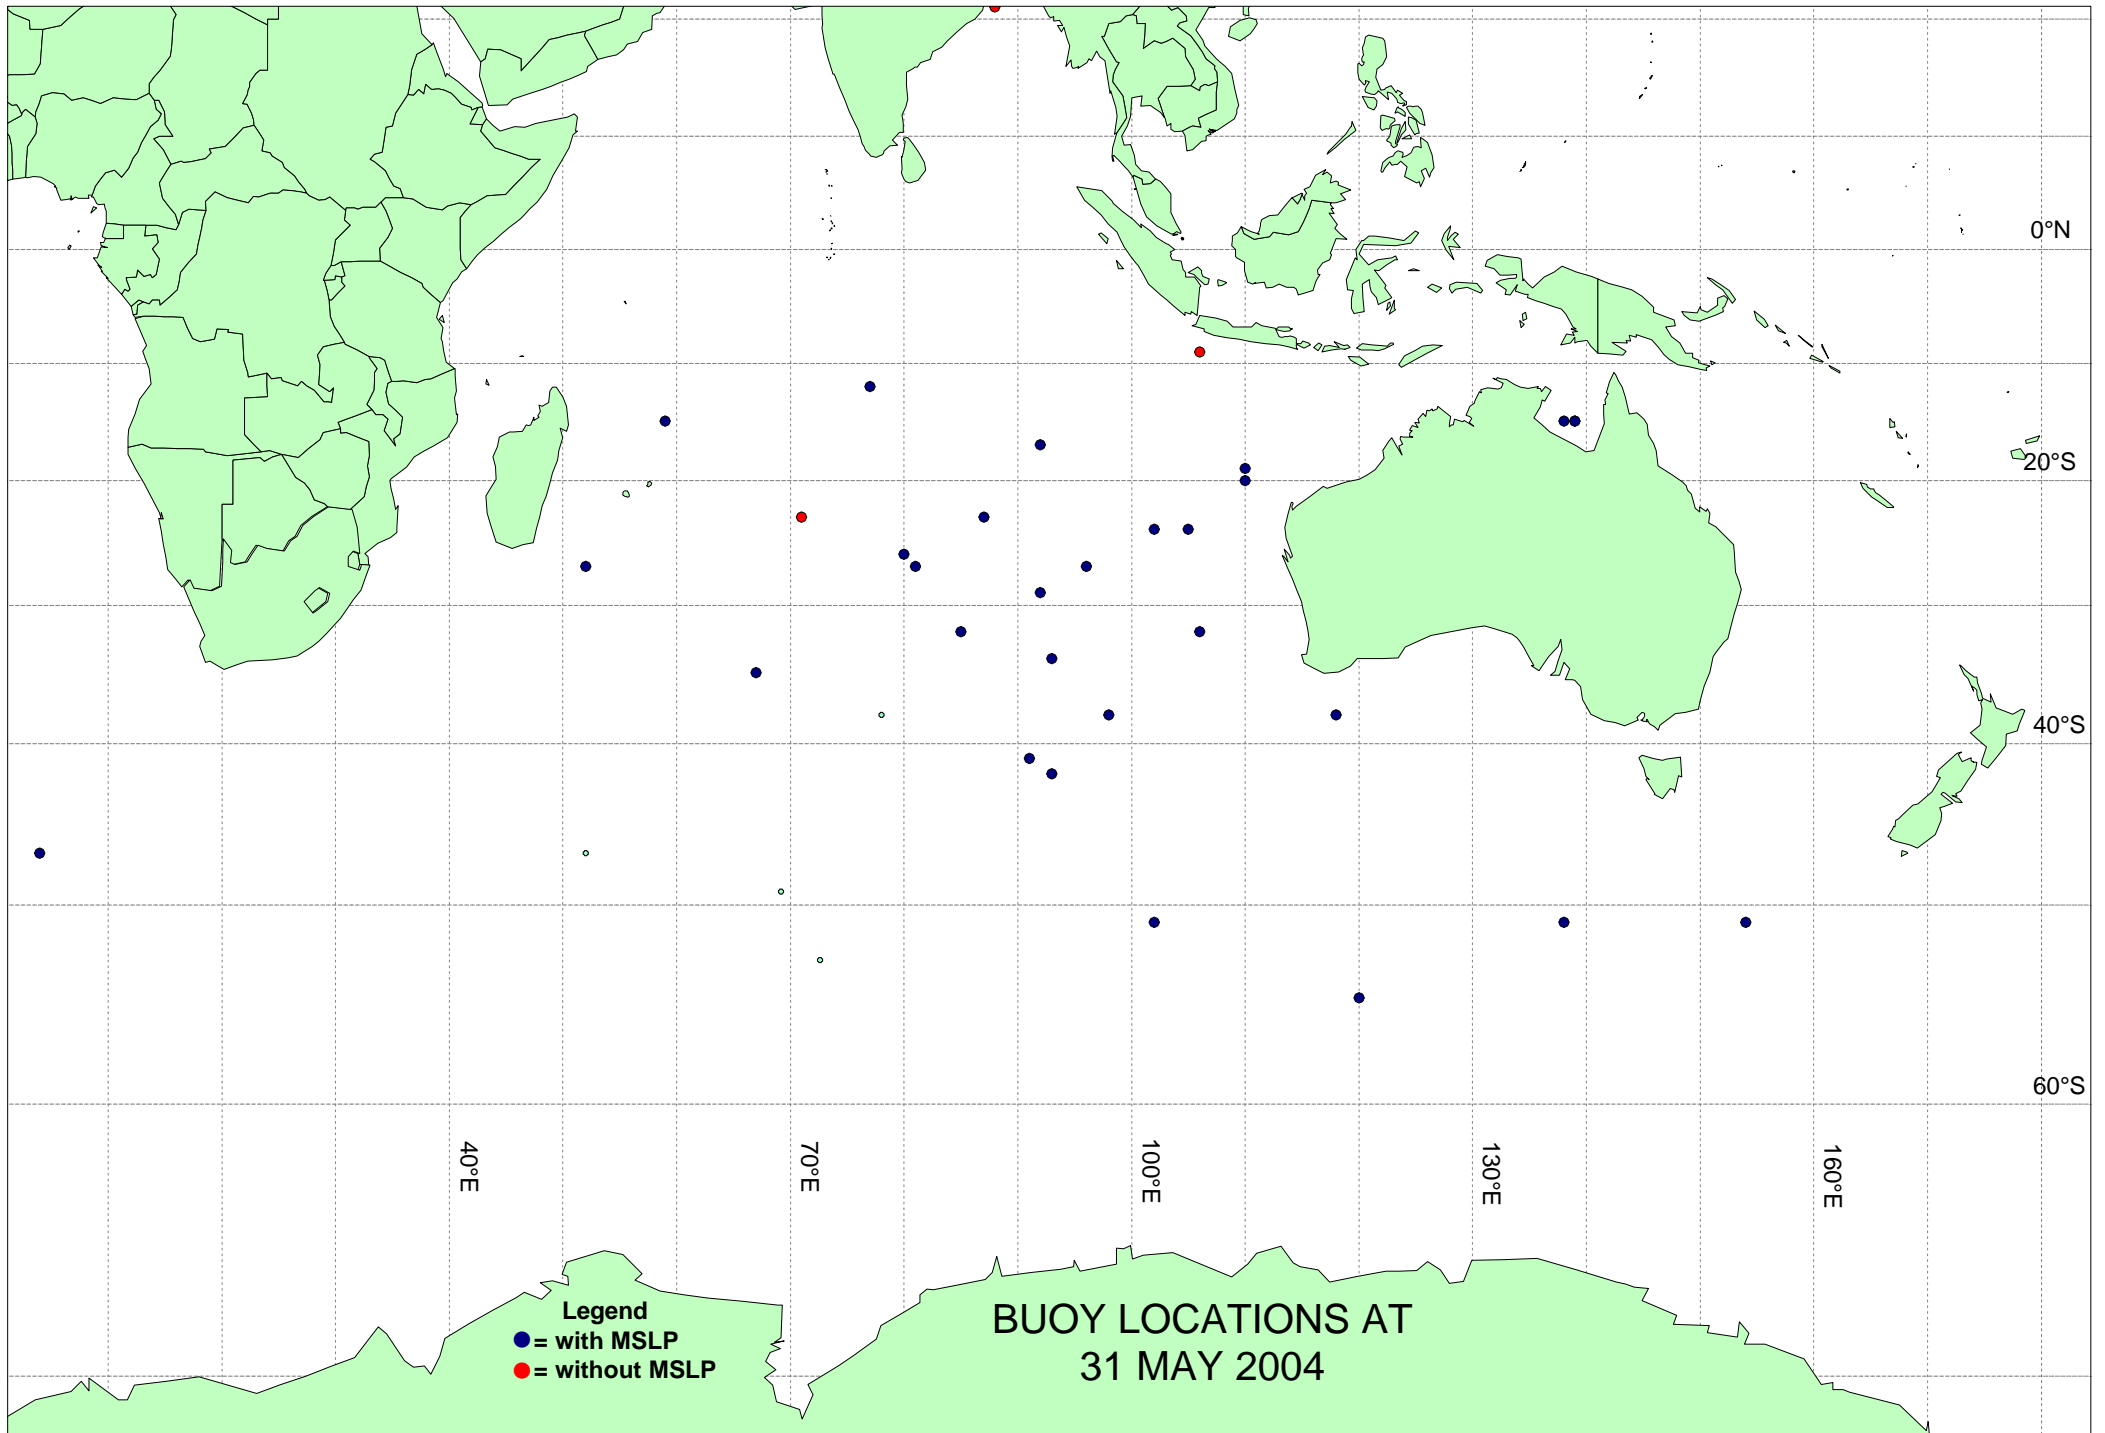 0°N
20°S
40°S
60°S
40°E
70°E
100°E
130°E
160°E
Legend
= with MSLP
= without MSLP
BUOY LOCATIONS AT
31 MAY 2004